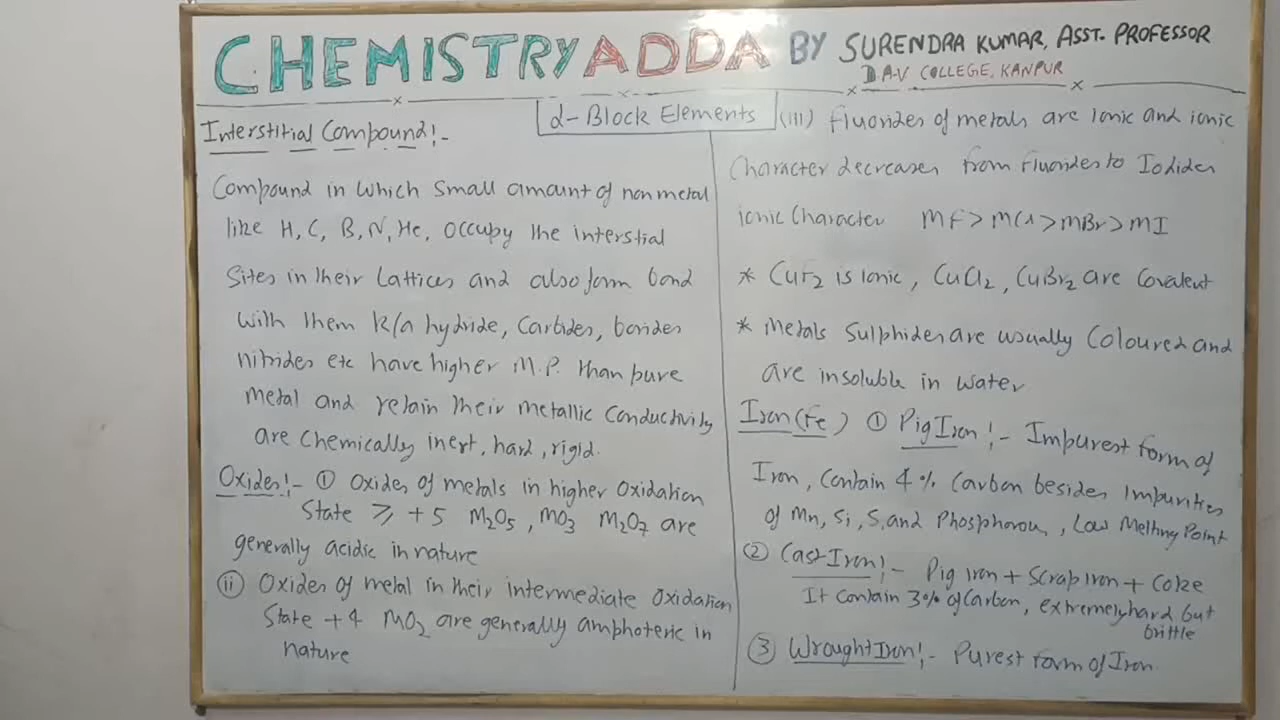 CHEMISTRY ADDA BY SURENDRA KUMAR, ASST. PROFESSOR
D.A-V COLLEGE, KANPUR
d-Block Elements
Interstitial Compound!-
Compound in which small amount of nonmetal
like H, C, B, N, He, occupy the interstial
Sites in their Lattices and also form bond
with them k/a hydride, Carbides, borides
nitrides etc have higher M.P. than pure
metal and retain their metallic conductivity
are chemically inert, hard, rigid.
Oxides!- ① Oxides of metals in higher oxidation
State ≥ +5 M2O5, MO3 M2O7 are
generally acidic in nature
(ii) Oxides of metal in their intermediate oxidation
State +4 MO2 are generally amphoteric in
nature
(iii) Fluorides of metals are Ionic and ionic
Character decreases from Fluorides to Iodides
ionic Character MF > MCl > MBr > MI
* CuF2 is Ionic, CuCl2, CuBr2 are Covalent
* Metals Sulphides are usually Coloured and
are insoluble in water
Iron (Fe) ① Pig Iron!- Impurest form of
Iron, Contain 4% Carbon besides Impurities
of Mn, Si, S, and Phosphorous, Low Melting Point
② Cast Iron!- Pig iron + Scrap iron + Coke
It contain 3% of Carbon, extremely hard but
brittle
③ Wrought Iron!- Purest form of Iron.